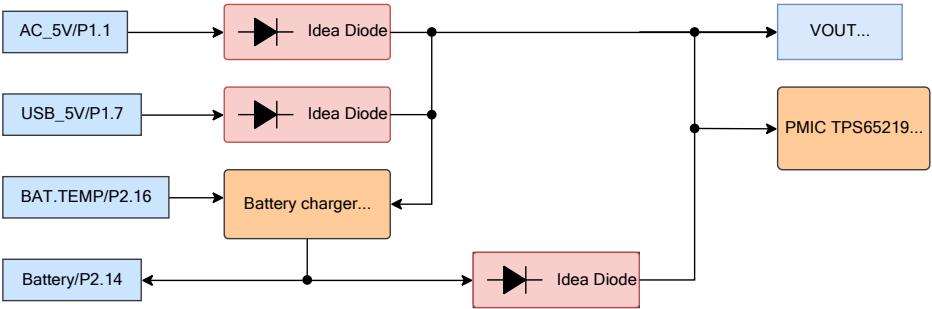 AC_5V/P1.1
Idea Diode
VOUT...
USB_5V/P1.7
Idea Diode
PMIC TPS65219...
BAT.TEMP/P2.16
Battery charger...
Battery/P2.14
Idea Diode